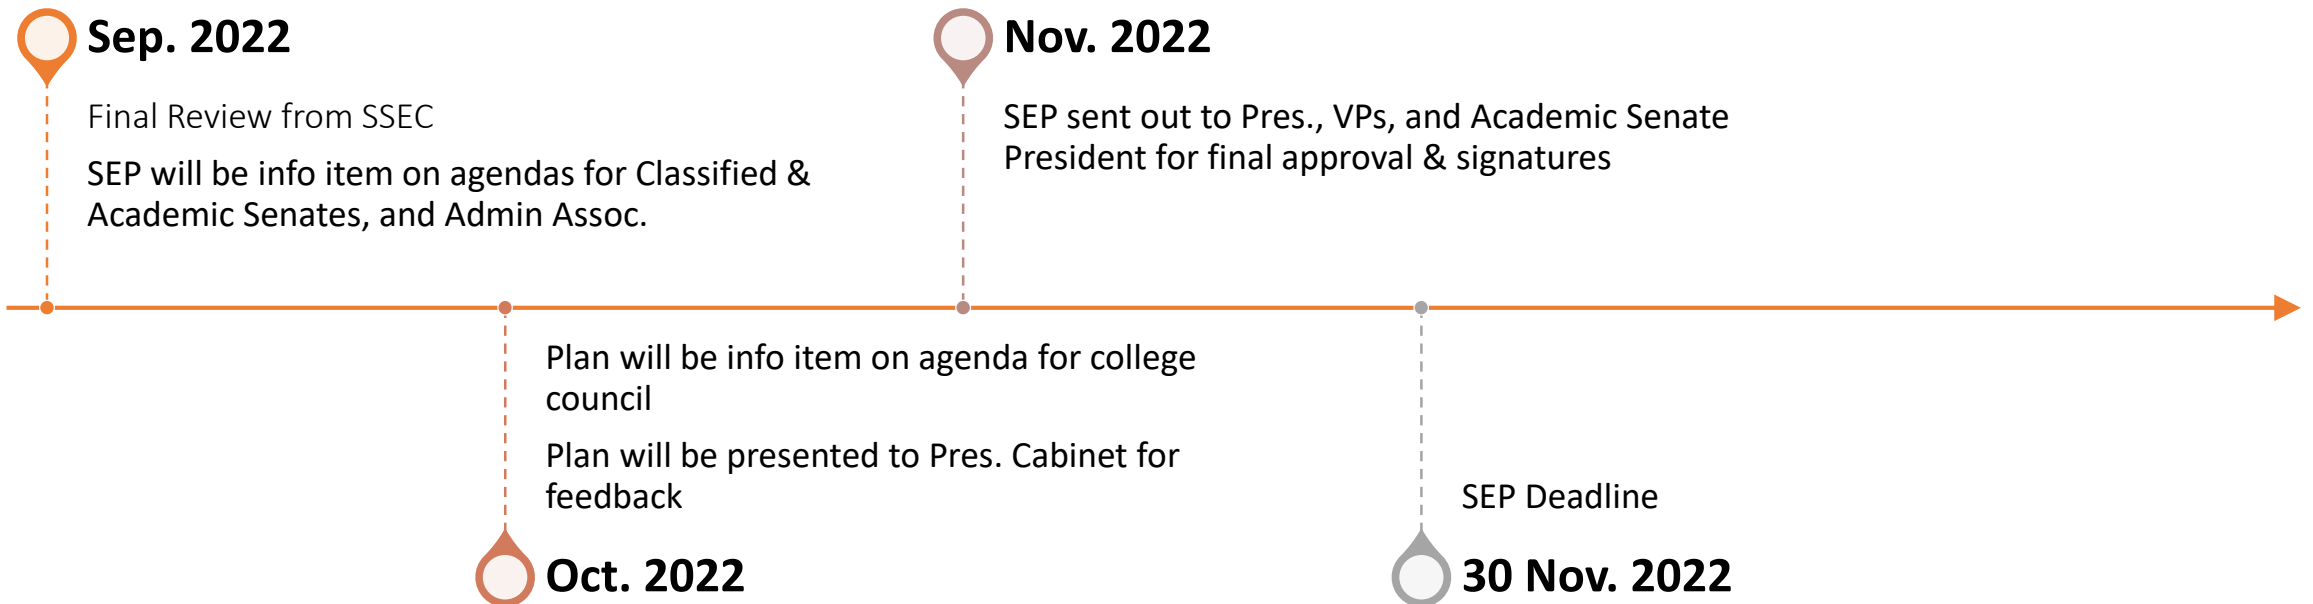 Sep. 2022
Final Review from SSEC
SEP will be info item on agendas for Classified &
Academic Senates, and Admin Assoc.
Plan will be info item on agenda for college
council
Plan will be presented to Pres. Cabinet for
feedback
Oct. 2022
Nov. 2022
SEP sent out to Pres., VPs, and Academic Senate
President for final approval & signatures
SEP Deadline
30 Nov. 2022